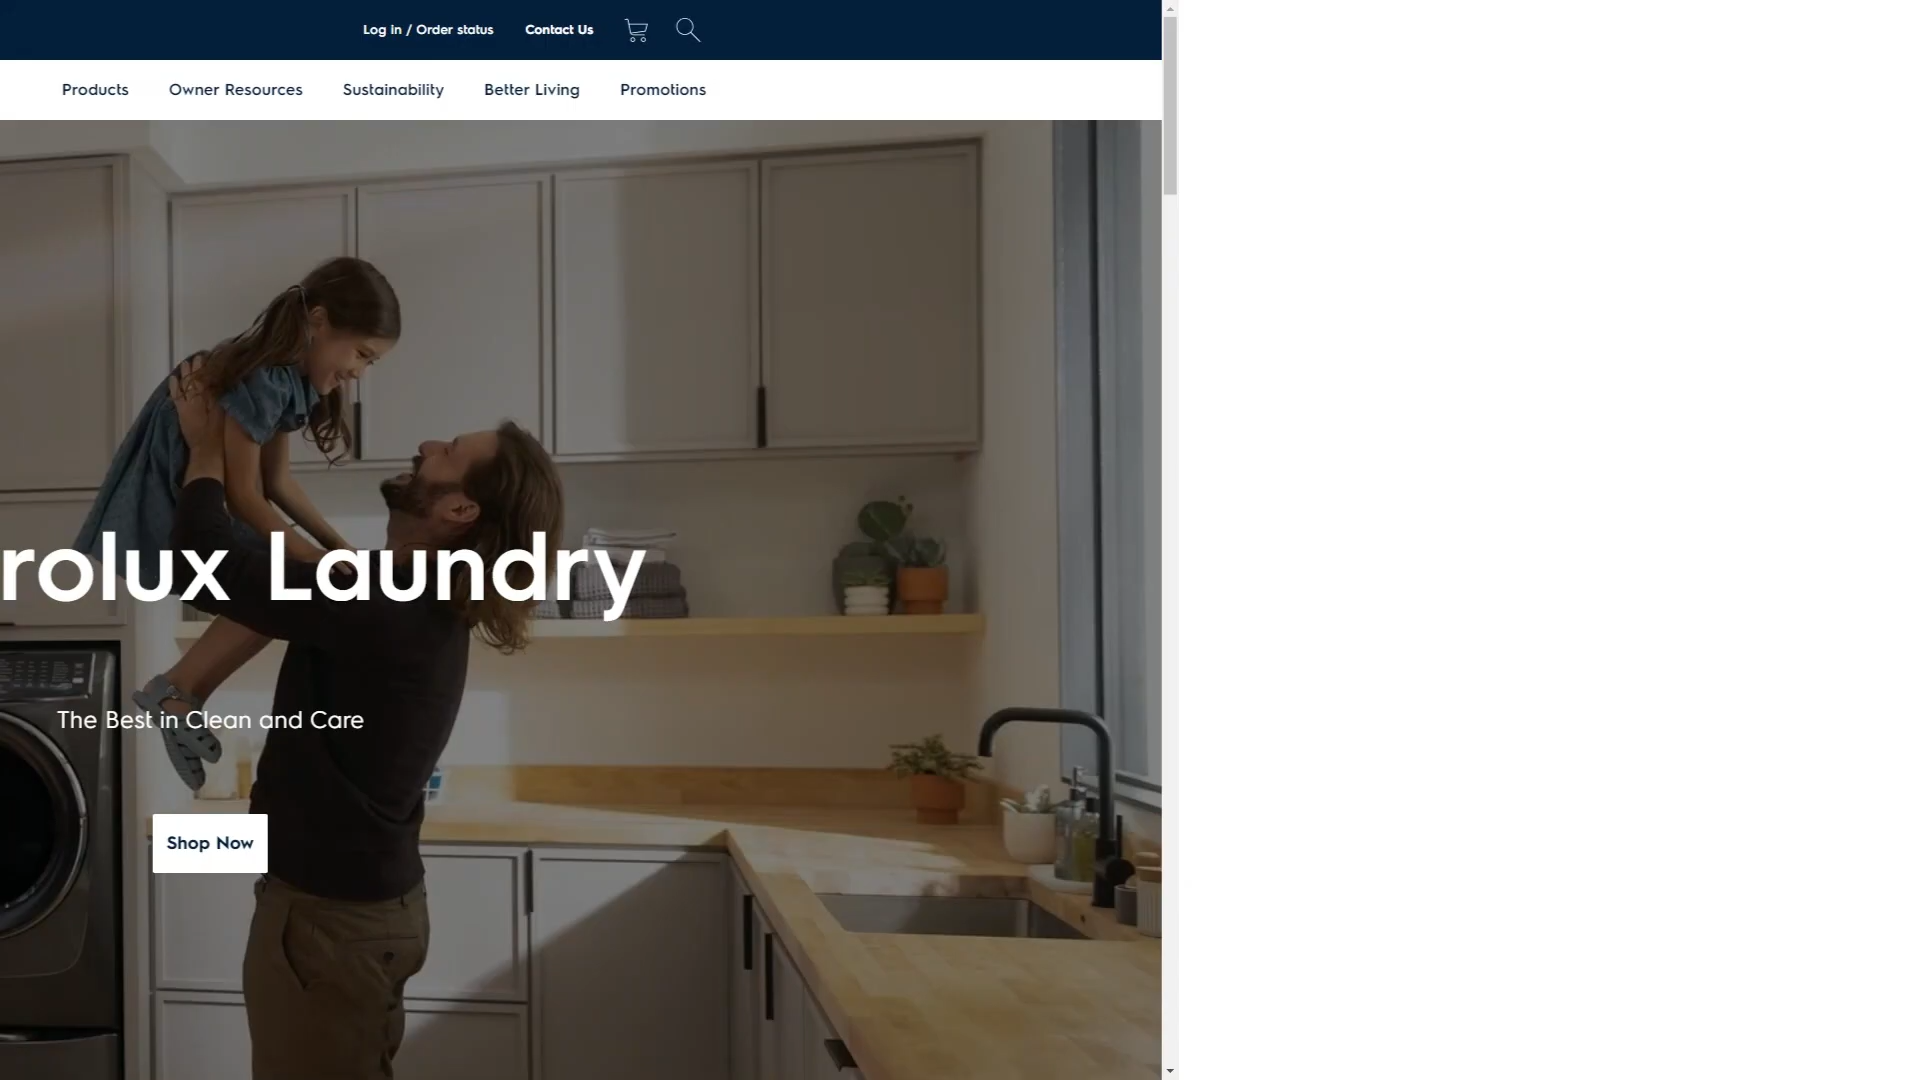 Log In / Order status
Contact Us
Products
Owner Resources
Sustainability
Better Living
Promotions
rolux Laundry
The Best in Clean and Care
Shop Now